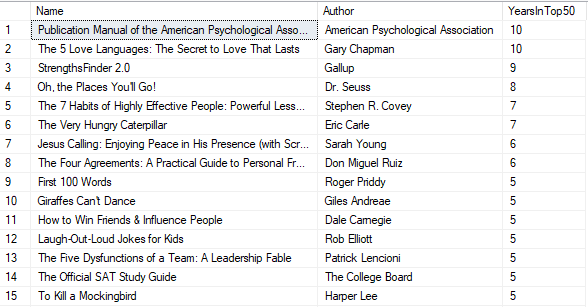 Name Author YearsInTop50
1 Publication Manual of the American Psychological Asso... American Psychological Association 10
2 The 5 Love Languages: The Secret to Love That Lasts Gary Chapman 10
3 StrengthsFinder 2.0 Gallup 9
4 Oh, the Places You'll Go! Dr. Seuss 8
5 The 7 Habits of Highly Effective People: Powerful Less... Stephen R. Covey 7
6 The Very Hungry Caterpillar Eric Carle 7
7 Jesus Calling: Enjoying Peace in His Presence (with Scr... Sarah Young 6
8 The Four Agreements: A Practical Guide to Personal Fr... Don Miguel Ruiz 6
9 First 100 Words Roger Priddy 5
10 Giraffes Can't Dance Giles Andreae 5
11 How to Win Friends & Influence People Dale Carnegie 5
12 Laugh-Out-Loud Jokes for Kids Rob Elliott 5
13 The Five Dysfunctions of a Team: A Leadership Fable Patrick Lencioni 5
14 The Official SAT Study Guide The College Board 5
15 To Kill a Mockingbird Harper Lee 5